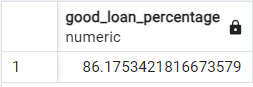 good_loan_percentage
numeric
1
86.1753421816673579